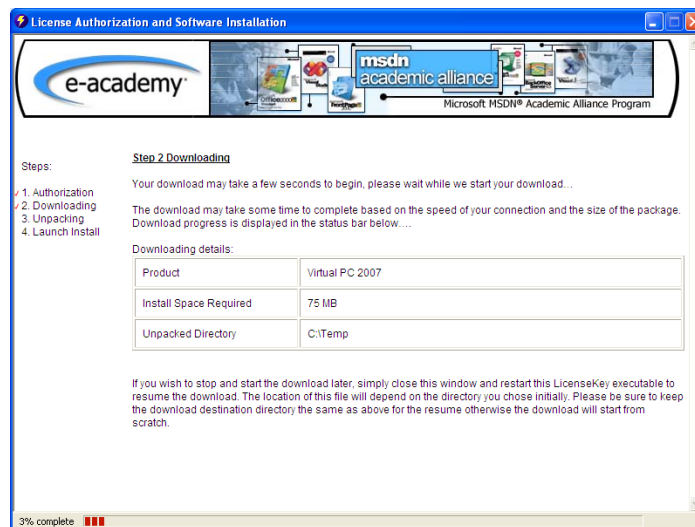 License Authorization and Software Installation
e-academy
msdn
academic alliance
Microsoft MSDN® Academic Alliance Program
Steps:
1. Authorization
2. Downloading
3. Unpacking
4. Launch Install
Step 2 Downloading
Your download may take a few seconds to begin, please wait while we start your download...
The download may take some time to complete based on the speed of your connection and the size of the package.
Download progress is displayed in the status bar below....
Downloading details:
Product Virtual PC 2007
Install Space Required 75 MB
Unpacked Directory C:\Temp
If you wish to stop and start the download later, simply close this window and restart this LicenseKey executable to
resume the download. The location of this file will depend on the directory you chose initially. Please be sure to keep
the download destination directory the same as above for the resume otherwise the download will start from
scratch.
3% complete